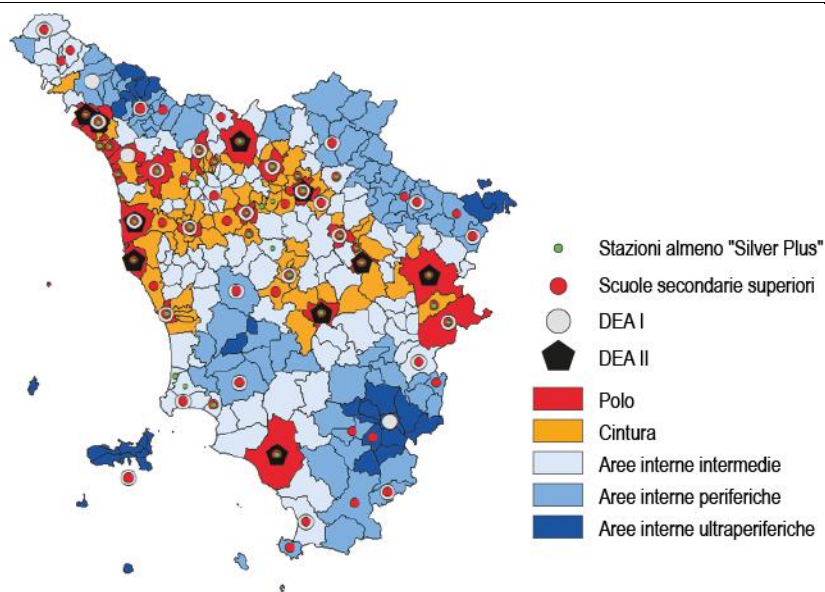 Stazioni almeno "Silver Plus"
Scuole secondarie superiori
DEA I
DEA II
Polo
Cintura
Aree interne intermedie
Aree interne periferiche
Aree interne ultraperiferiche